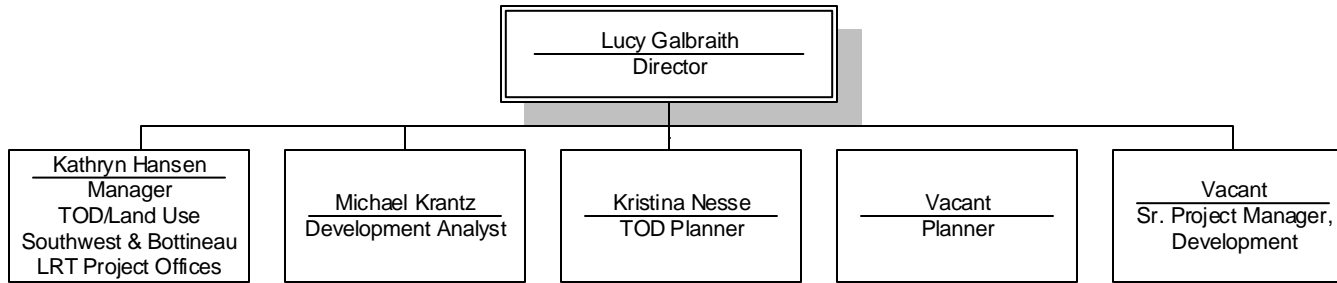 Lucy Galbraith
Director
Kathryn Hansen
Manager
TOD/Land Use
Southwest & Bottineau
LRT Project Offices
Michael Krantz
Development Analyst
Kristina Nesse
TOD Planner
Vacant
Planner
Vacant
Sr. Project Manager,
Development